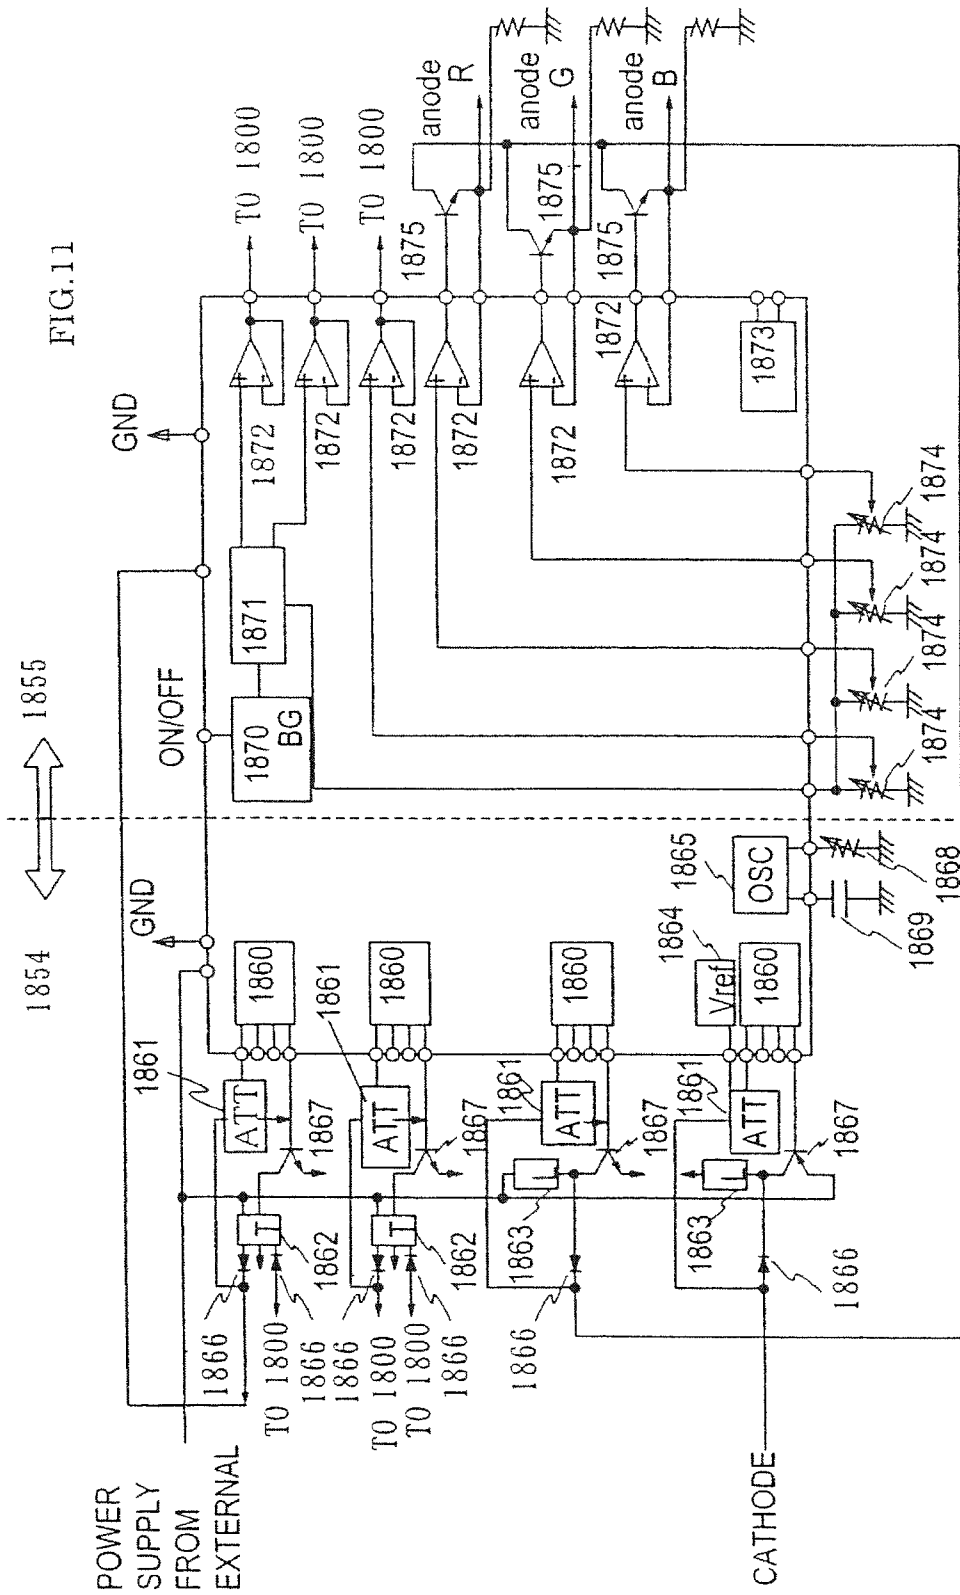 FIG.11
1854
1855
GND
ON/OFF
GND
POWER
SUPPLY
FROM
EXTERNAL
1861
ATT
1860
1866
1862
T
1867
TO 1800
1866
1861
ATT
1860
1866
T
1862
1867
TO 1800
TO 1800
1866
1861
ATT
1860
1863
L
1867
1866
1864
Vref
1861
ATT
1860
1863
L
1867
1866
CATHODE
1865
OSC
1869
1868
1870
BG
1871
1872
TO 1800
1872
TO 1800
1872
TO 1800
1872
1875
anode
R
1872
1875
anode
G
1872
1875
anode
B
1873
1874
1874
1874
1874
+
-
+
-
+
-
+
-
+
-
+
-